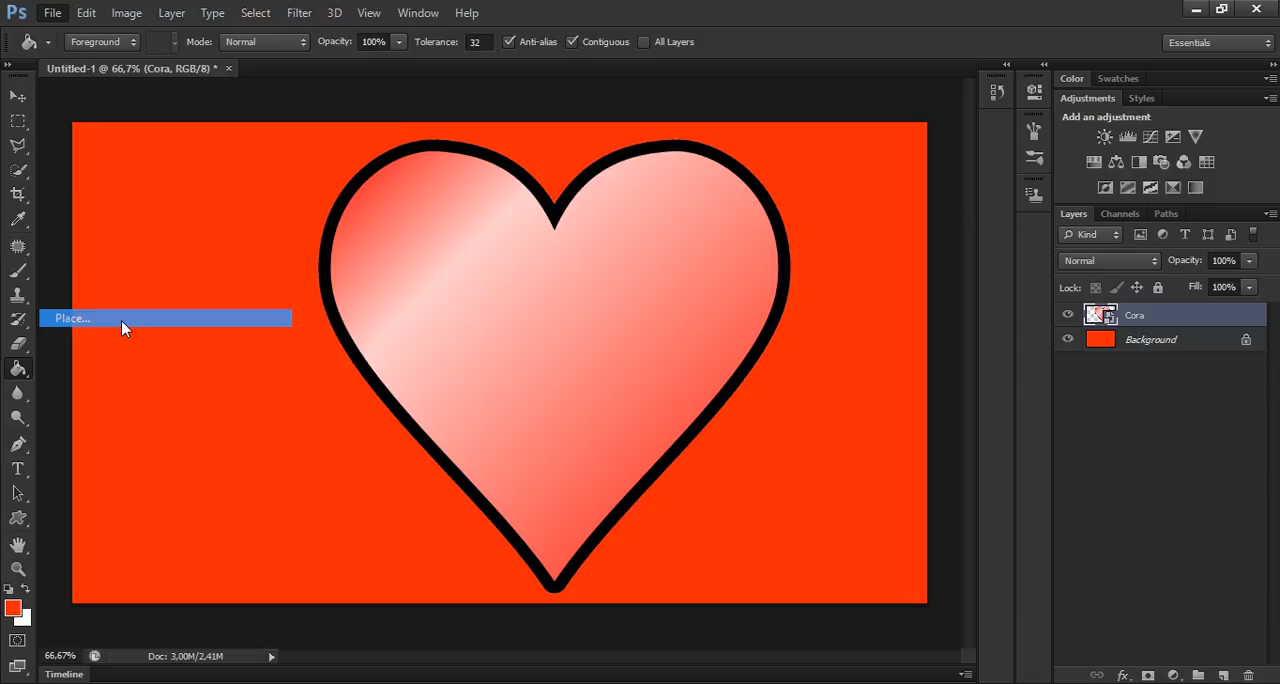 Ps File Edit Image Layer Type Select Filter 3D View Window Help
Foreground Mode: Normal Opacity: 100% Tolerance: 32 Anti-alias Contiguous All Layers Essentials
Untitled-1 @ 66,7% (Cora, RGB/8) * ×
Color Swatches
Adjustments Styles
Add an adjustment
Layers Channels Paths
Kind
Normal Opacity: 100%
Lock: Fill: 100%
Cora
Background
Place...
66,67% Doc: 3,00M/2,41M
Timeline